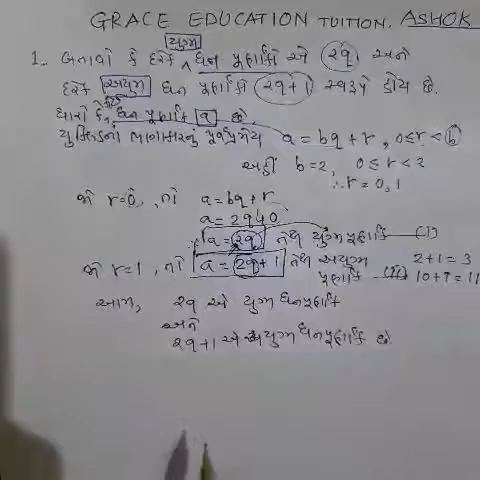 GRACE EDUCATION TUITION. ASHOK
યુગ્મ
1. બતાવો કે દરેક ^ ધન પૂર્ણાંક એ (2q) અને
દરેક અયુગ્મ ધન પૂર્ણાંક (2q+1) સ્વરૂપે હોય છે.
ધારો કે કોઈ ધન પૂર્ણાંક a છે.
યુક્લિડના ભાગાકારનું પૂર્વપ્રમેય a = bq + r, 0≤r<b
અહીં b=2, 0≤r<2
∴ r = 0, 1
જો r=0, તો a = bq + r
a = 2q+0
∴ a = 2q તેથી યુગ્મ પૂર્ણાંક —(I)
જો r=1, તો a = 2q+1 તેથી અયુગ્મ 2+1=3
પૂર્ણાંક —(II) 10+1=11
આમ, 2q એ યુગ્મ ધનપૂર્ણાંક
અને
2q+1 એ અયુગ્મ ધનપૂર્ણાંક છે